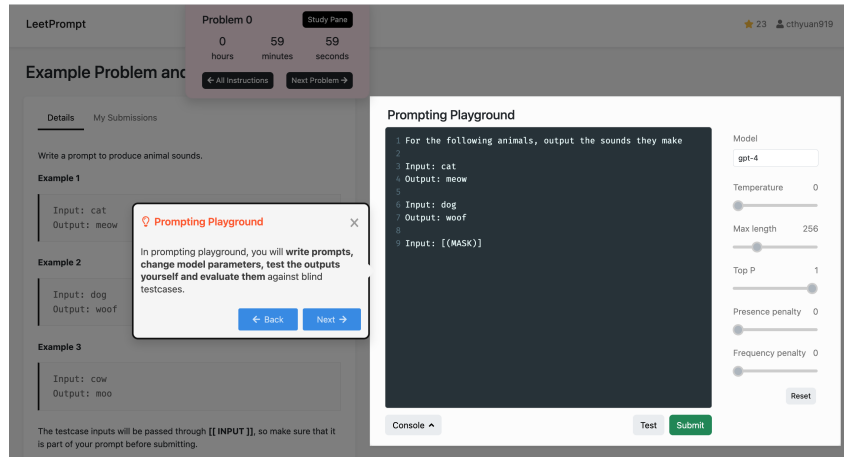 LeetPrompt
Problem 0
Study Pane
23
cthyuan919
0 59 59
hours minutes seconds
Example Problem and
← All Instructions
Next Problem →
Details My Submissions
Write a prompt to produce animal sounds.
Example 1
Input: cat
Output: meow
Example 2
Input: dog
Output: woof
Example 3
Input: cow
Output: moo
The testcase inputs will be passed through [[ INPUT ]], so make sure that it
is part of your prompt before submitting.
Prompting Playground
In prompting playground, you will write prompts,
change model parameters, test the outputs
yourself and evaluate them against blind
testcases.
← Back
Next →
Prompting Playground
1 For the following animals, output the sounds they make
2
3 Input: cat
4 Output: meow
5
6 Input: dog
7 Output: woof
8
9 Input: [(MASK)]
Console
Test
Submit
Model
gpt-4
Temperature 0
Max length 256
Top P 1
Presence penalty 0
Frequency penalty 0
Reset